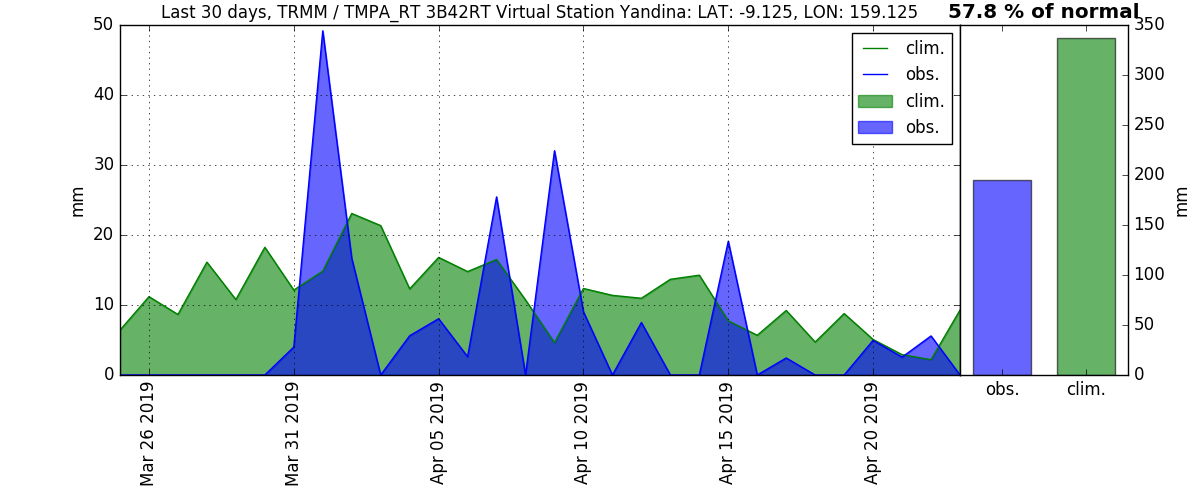 Last 30 days, TRMM / TMPA_RT 3B42RT Virtual Station Yandina: LAT: -9.125, LON: 159.125
57.8 % of normal
50
40
30
20
10
0
mm
clim.
obs.
clim.
obs.
Mar 26 2019
Mar 31 2019
Apr 05 2019
Apr 10 2019
Apr 15 2019
Apr 20 2019
350
300
250
200
150
100
50
0
mm
obs.
clim.